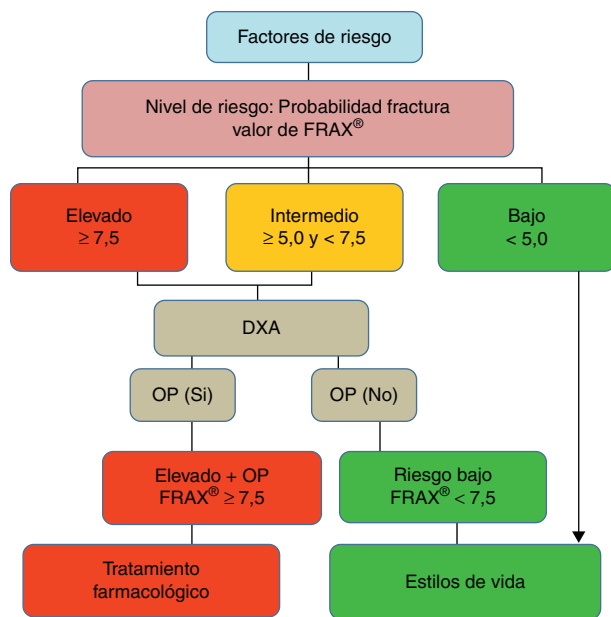 Factores de riesgo
Nivel de riesgo: Probabilidad fractura
valor de FRAX®
Elevado
≥ 7,5
Intermedio
≥ 5,0 y < 7,5
Bajo
< 5,0
DXA
OP (Si)
OP (No)
Elevado + OP
FRAX® ≥ 7,5
Riesgo bajo
FRAX® < 7,5
Tratamiento
farmacológico
Estilos de vida